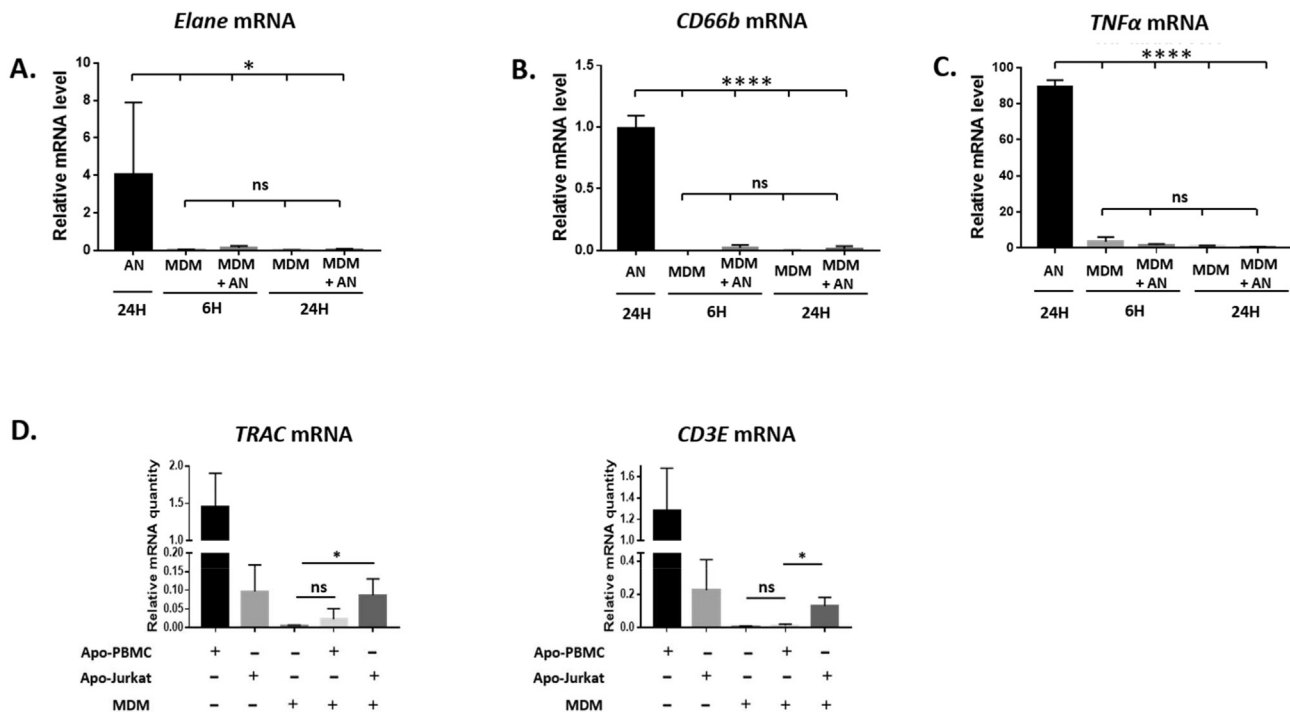 Elane mRNA
A.
*
Relative mRNA level
10
8
6
4
2
0
ns
AN
MDM
MDM
+ AN
MDM
MDM
+ AN
24H
6H
24H
CD66b mRNA
B.
****
Relative mRNA level
1.5
1.0
0.5
0.0
ns
AN
MDM
MDM
+ AN
MDM
MDM
+ AN
24H
6H
24H
TNFα mRNA
C.
****
Relative mRNA level
100
80
60
40
20
0
ns
AN
MDM
MDM
+ AN
MDM
MDM
+ AN
24H
6H
24H
D.
TRAC mRNA
Relative mRNA quantity
2.0
1.5
1.0
0.20
0.15
0.10
0.05
0.00
*
ns
Apo-PBMC + − − + −
Apo-Jurkat − + − − +
MDM − − + + +
CD3E mRNA
Relative mRNA quantity
1.6
1.4
1.2
1.0
0.4
0.2
0.0
*
ns
Apo-PBMC + − − + −
Apo-Jurkat − + − − +
MDM − − + + +